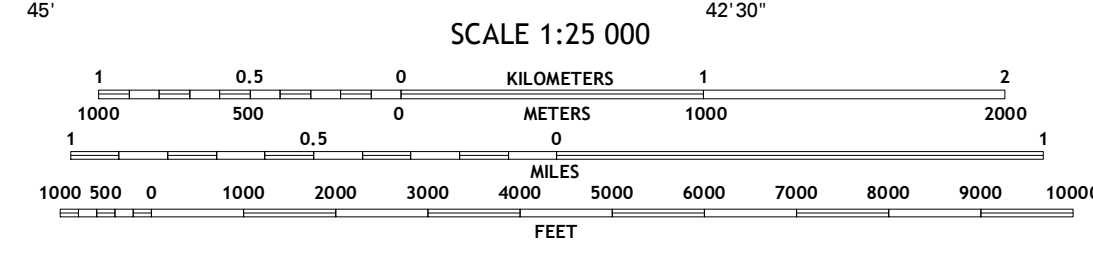 45' 42'30"
SCALE 1:25 000
1 0.5 0 KILOMETERS 1 2
1000 500 0 METERS 1000 2000
1 0.5 0 1
MILES
1000 500 0 1000 2000 3000 4000 5000 6000 7000 8000 9000 10000
FEET